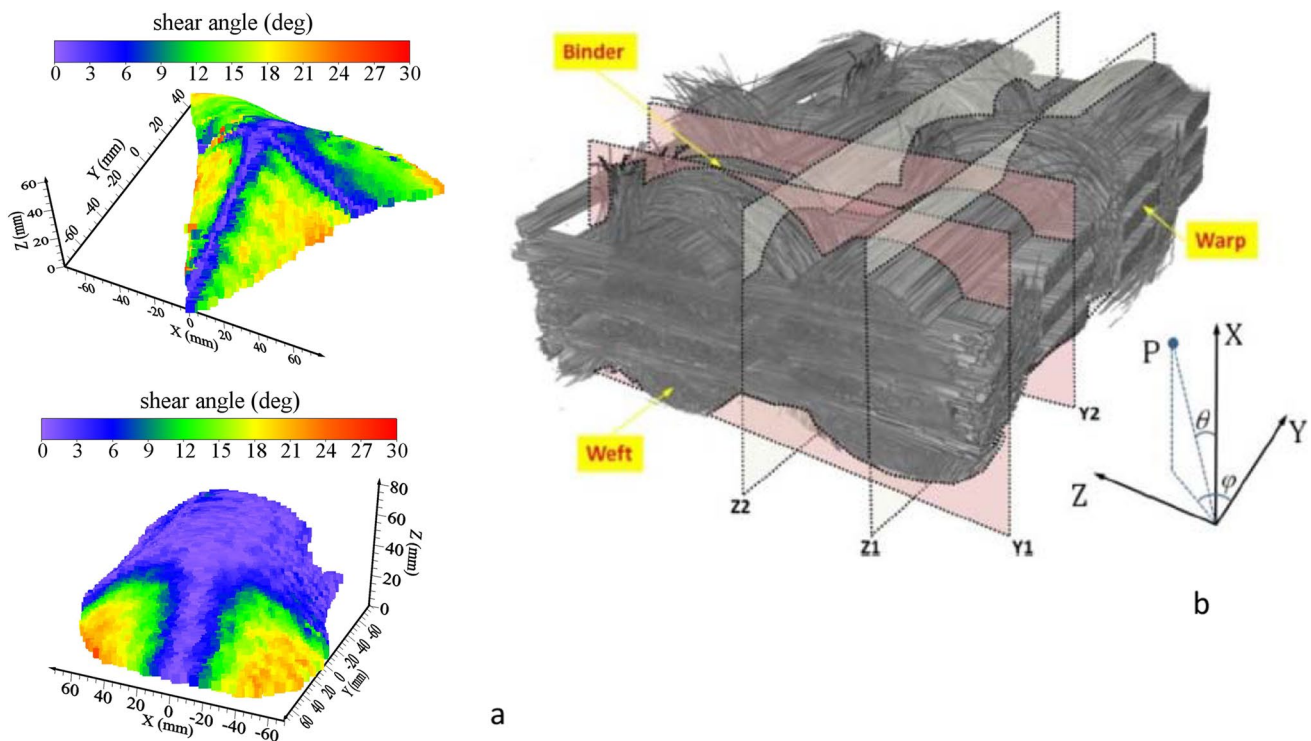 shear angle (deg)
0 3 6 9 12 15 18 21 24 27 30
40
20
0
-20
-40
-60
Y (mm)
60
40
20
0
Z (mm)
-60
-40
-20
0
20
40
60
X (mm)
shear angle (deg)
0 3 6 9 12 15 18 21 24 27 30
80
60
40
20
0
Z (mm)
60 40 20 0 -20 -40 -60
X (mm)
-60
-40
-20
0
20
40
60
Y (mm)
a
Binder
Warp
Weft
Z2
Z1
Y1
Y2
P
X
Y
Z
θ
φ
b